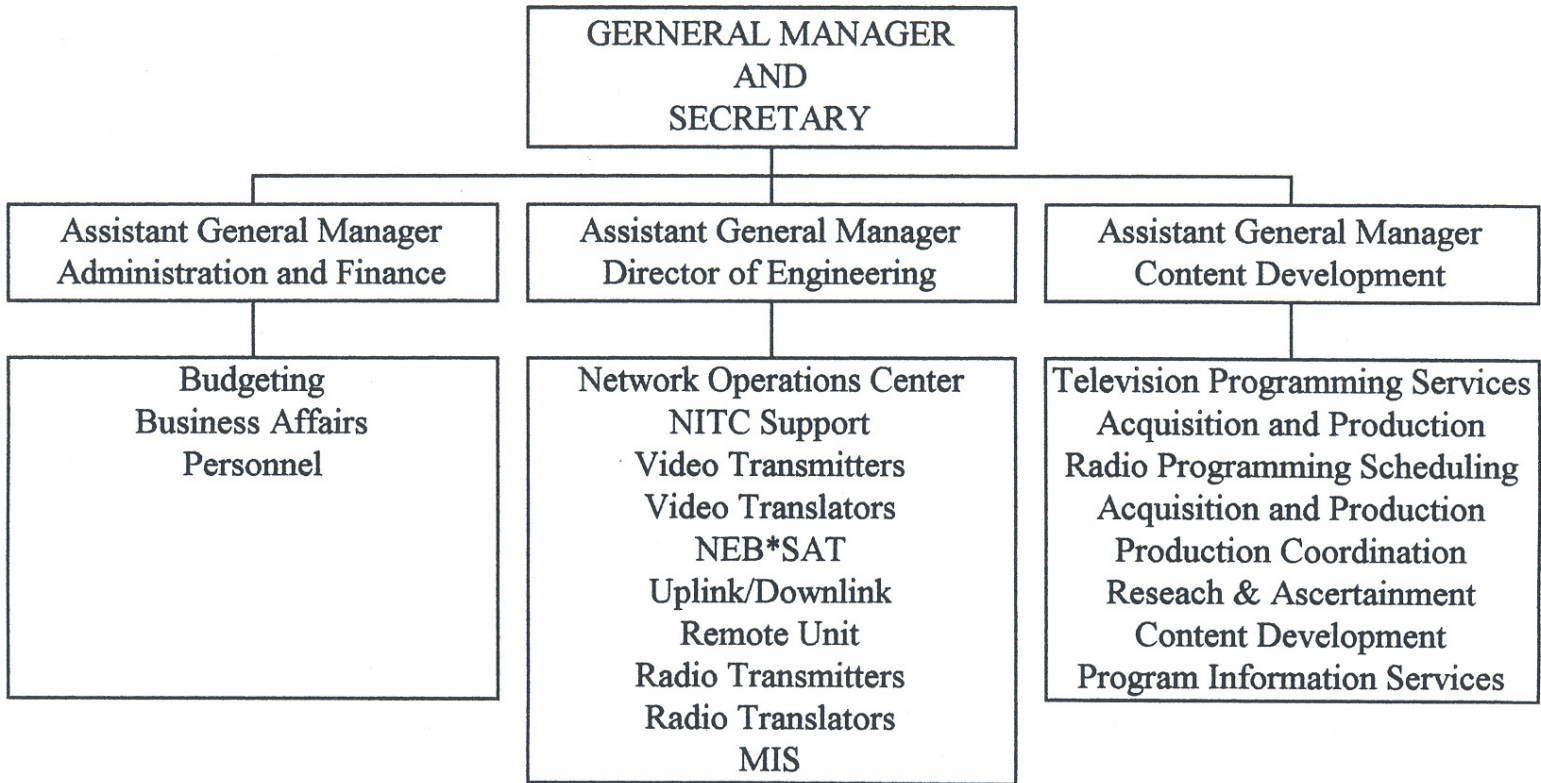 GERNERAL MANAGER
AND
SECRETARY
Assistant General Manager
Administration and Finance
Assistant General Manager
Director of Engineering
Assistant General Manager
Content Development
Budgeting
Business Affairs
Personnel
Network Operations Center
NITC Support
Video Transmitters
Video Translators
NEB*SAT
Uplink/Downlink
Remote Unit
Radio Transmitters
Radio Translators
MIS
Television Programming Services
Acquisition and Production
Radio Programming Scheduling
Acquisition and Production
Production Coordination
Reseach & Ascertainment
Content Development
Program Information Services